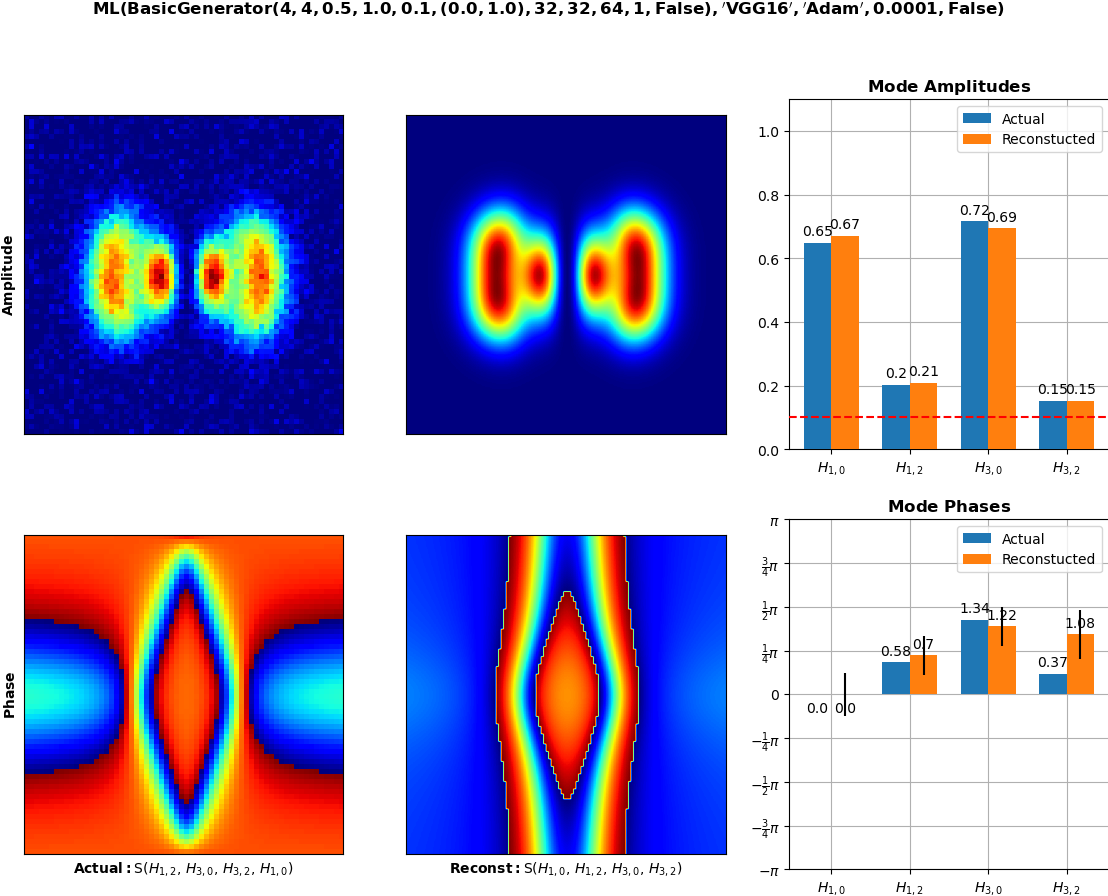 ML(BasicGenerator(4, 4, 0.5, 1.0, 0.1, (0.0, 1.0), 32, 32, 64, 1, False), ′VGG16′, ′Adam′, 0.0001, False)
Amplitude
Mode Amplitudes
Actual
Reconstucted
1.0
0.8
0.6
0.4
0.2
0.0
0.65
0.67
0.2
0.21
0.72
0.69
0.15
0.15
H1,0
H1,2
H3,0
H3,2
Phase
Actual: S(H1,2, H3,0, H3,2, H1,0)
Reconst: S(H1,0, H1,2, H3,0, H3,2)
Mode Phases
Actual
Reconstucted
π
3/4π
1/2π
1/4π
0
−1/4π
−1/2π
−3/4π
−π
0.0
0.0
0.58
0.7
1.34
1.22
0.37
1.08
H1,0
H1,2
H3,0
H3,2